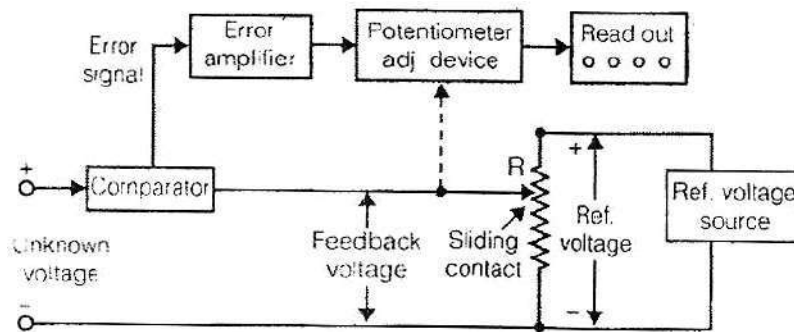 Error
signal
Error
amplifier
Potentiometer
adj device
Read out
+
Comparator
R
+
Ref. voltage
source
Unknown
voltage
Feedback
voltage
Sliding
contact
Ref.
voltage
−
−